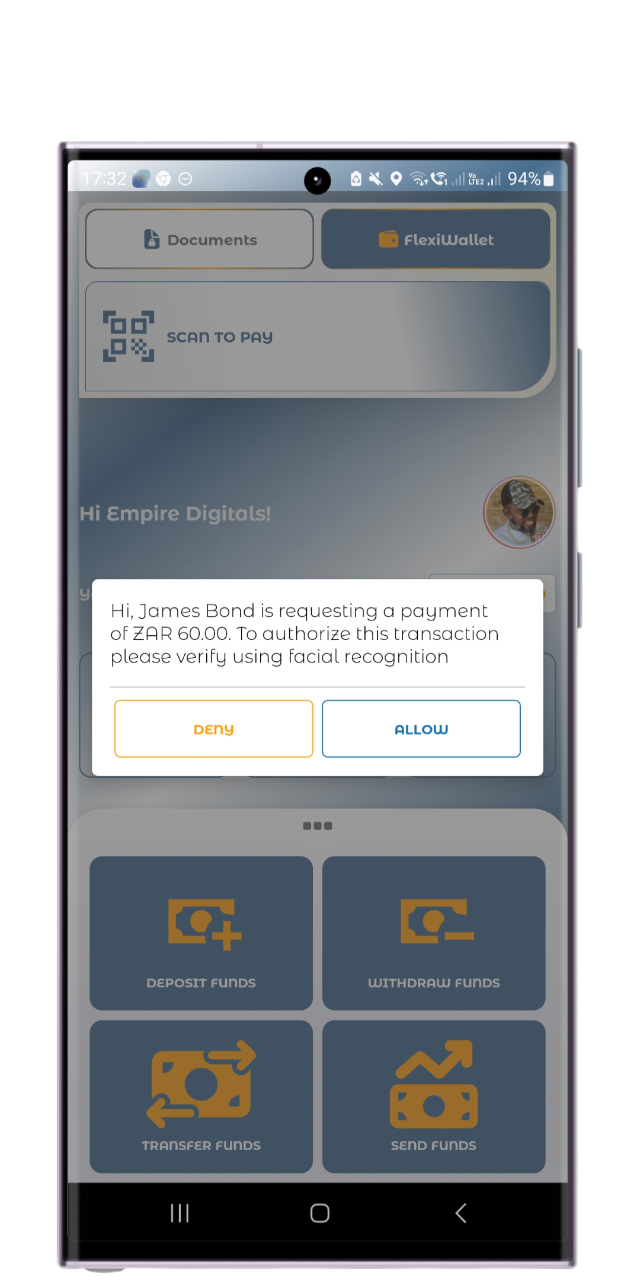 17:32
Vo
LTE2
94%
Documents
FlexiWallet
SCAN TO PAY
Hi Empire Digitals!
Hi, James Bond is requesting a payment
of ZAR 60.00. To authorize this transaction
please verify using facial recognition
DENY
ALLOW
DEPOSIT FUNDS
WITHDRAW FUNDS
TRANSFER FUNDS
SEND FUNDS